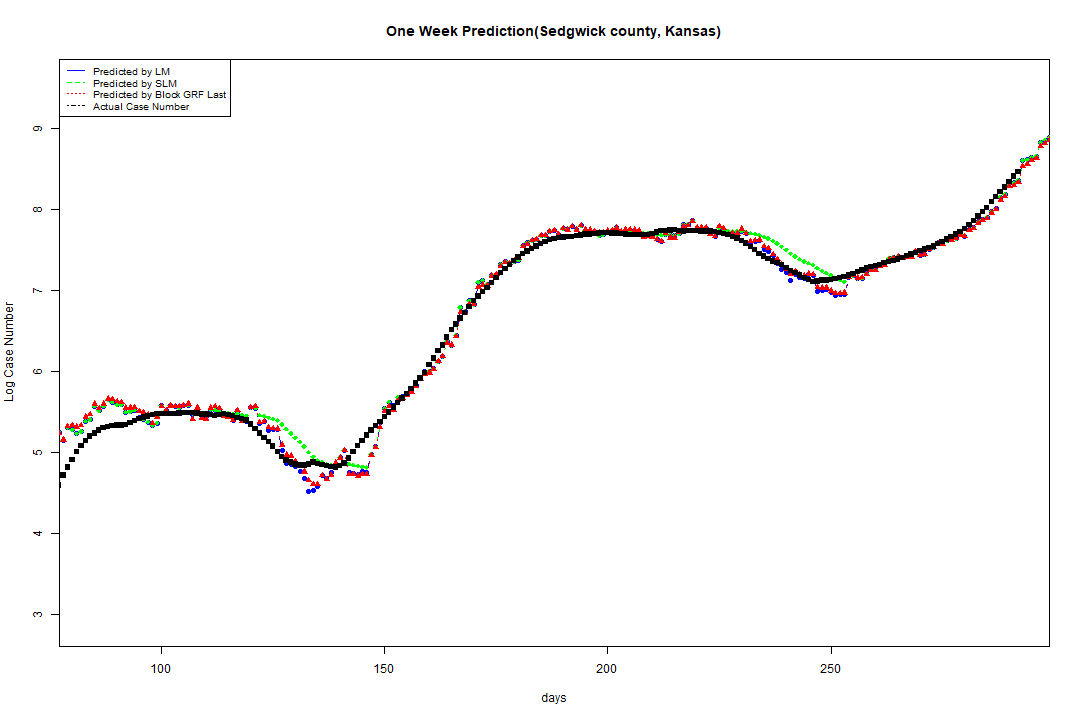 One Week Prediction(Sedgwick county, Kansas)
Predicted by LM
Predicted by SLM
Predicted by Block GRF Last
Actual Case Number
9
8
7
6
5
4
3
Log Case Number
100 150 200 250
days